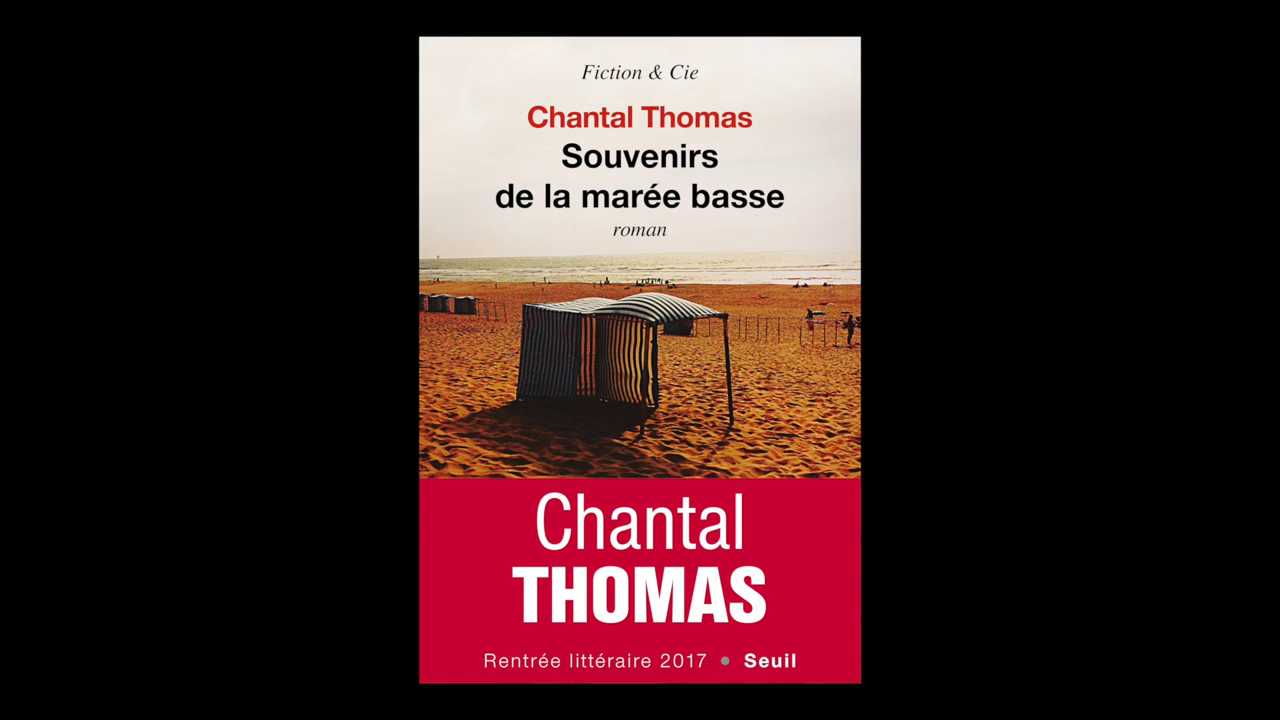 Fiction & Cie
Chantal Thomas
Souvenirs
de la marée basse
roman
Chantal
THOMAS
Rentrée littéraire 2017 • Seuil